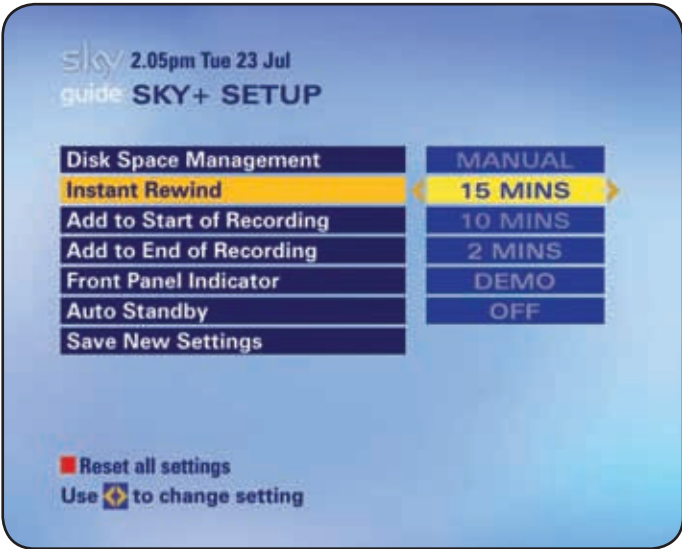 sky 2.05pm Tue 23 Jul
guide SKY+ SETUP
Disk Space Management MANUAL
Instant Rewind 15 MINS
Add to Start of Recording 10 MINS
Add to End of Recording 2 MINS
Front Panel Indicator DEMO
Auto Standby OFF
Save New Settings
Reset all settings
Use to change setting